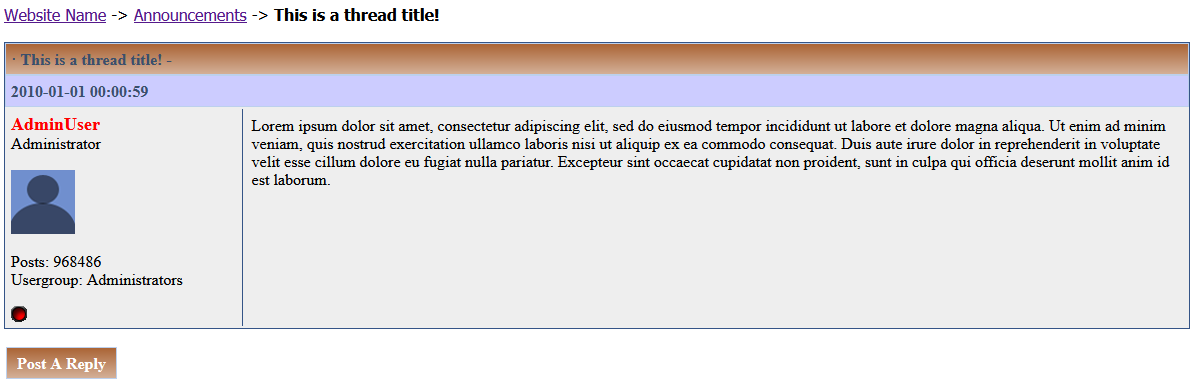 Website Name -> Announcements -> This is a thread title!
· This is a thread title! -
2010-01-01 00:00:59
AdminUser
Administrator
Posts: 968486
Usergroup: Administrators
Lorem ipsum dolor sit amet, consectetur adipiscing elit, sed do eiusmod tempor incididunt ut labore et dolore magna aliqua. Ut enim ad minim
veniam, quis nostrud exercitation ullamco laboris nisi ut aliquip ex ea commodo consequat. Duis aute irure dolor in reprehenderit in voluptate
velit esse cillum dolore eu fugiat nulla pariatur. Excepteur sint occaecat cupidatat non proident, sunt in culpa qui officia deserunt mollit anim id
est laborum.
Post A Reply